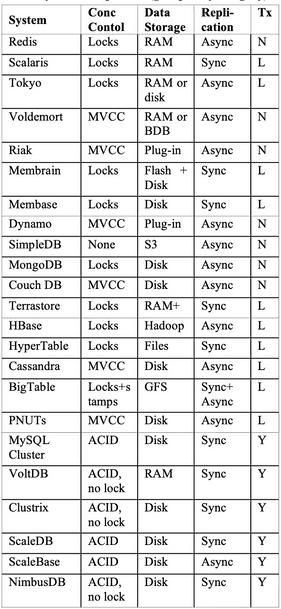 System Conc Contol Data Storage Repli-cation Tx
Redis Locks RAM Async N
Scalaris Locks RAM Sync L
Tokyo Locks RAM or disk Async L
Voldemort MVCC RAM or BDB Async N
Riak MVCC Plug-in Async N
Membrain Locks Flash + Disk Sync L
Membase Locks Disk Sync L
Dynamo MVCC Plug-in Async N
SimpleDB None S3 Async N
MongoDB Locks Disk Async N
Couch DB MVCC Disk Async N
Terrastore Locks RAM+ Sync L
HBase Locks Hadoop Async L
HyperTable Locks Files Sync L
Cassandra MVCC Disk Async L
BigTable Locks+s tamps GFS Sync+ Async L
PNUTs MVCC Disk Async L
MySQL Cluster ACID Disk Sync Y
VoltDB ACID, no lock RAM Sync Y
Clustrix ACID, no lock Disk Sync Y
ScaleDB ACID Disk Sync Y
ScaleBase ACID Disk Async Y
NimbusDB ACID, no lock Disk Sync Y